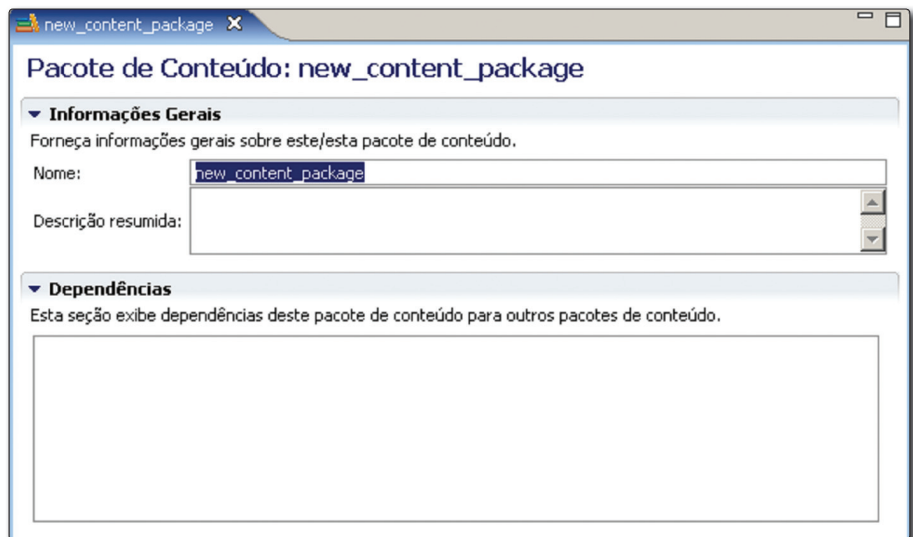 new_content_package
Pacote de Conteúdo: new_content_package
Informações Gerais
Forneça informações gerais sobre este/esta pacote de conteúdo.
Nome: new_content_package
Descrição resumida:
Dependências
Esta seção exibe dependências deste pacote de conteúdo para outros pacotes de conteúdo.